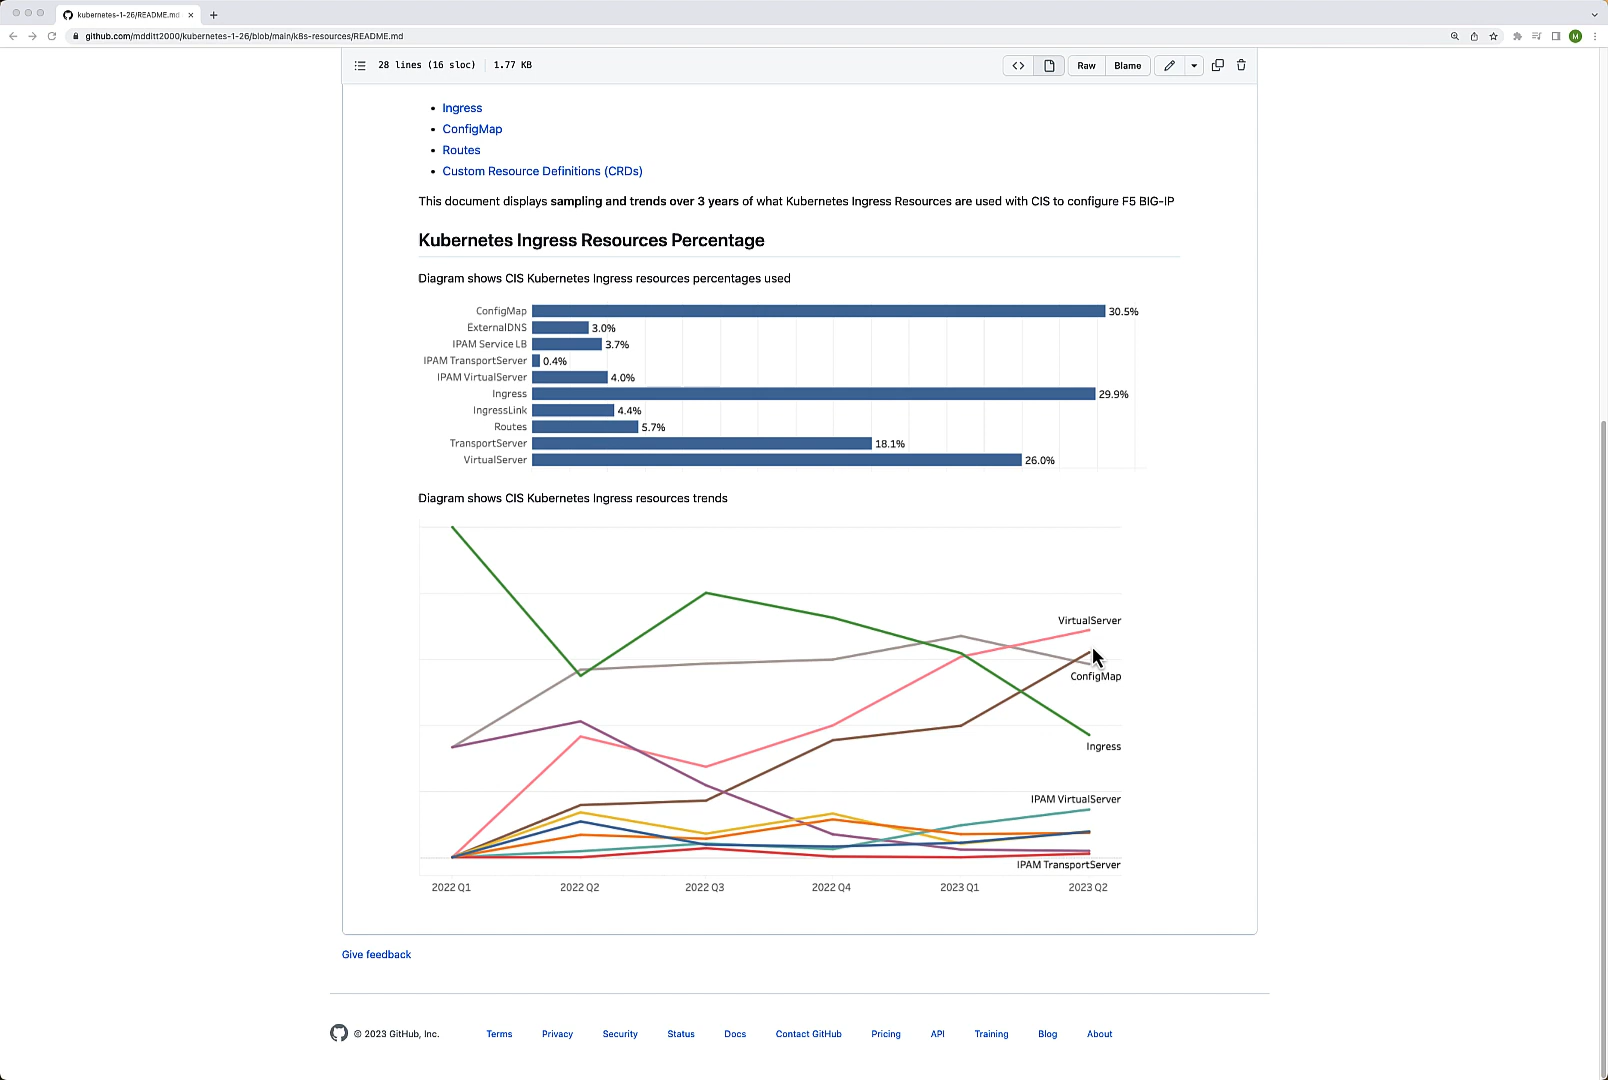 kubernetes-1-26/README.md
github.com/mdditt2000/kubernetes-1-26/blob/main/k8s-resources/README.md
M
28 lines (16 sloc) 1.77 KB
Raw Blame
Ingress
ConfigMap
Routes
Custom Resource Definitions (CRDs)
This document displays sampling and trends over 3 years of what Kubernetes Ingress Resources are used with CIS to configure F5 BIG-IP
Kubernetes Ingress Resources Percentage
Diagram shows CIS Kubernetes Ingress resources percentages used
ConfigMap 30.5%
ExternalDNS 3.0%
IPAM Service LB 3.7%
IPAM TransportServer 0.4%
IPAM VirtualServer 4.0%
Ingress 29.9%
IngressLink 4.4%
Routes 5.7%
TransportServer 18.1%
VirtualServer 26.0%
Diagram shows CIS Kubernetes Ingress resources trends
VirtualServer
ConfigMap
Ingress
IPAM VirtualServer
IPAM TransportServer
2022 Q1 2022 Q2 2022 Q3 2022 Q4 2023 Q1 2023 Q2
Give feedback
© 2023 GitHub, Inc. Terms Privacy Security Status Docs Contact GitHub Pricing API Training Blog About